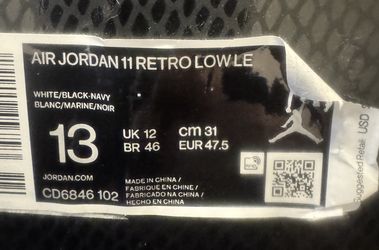 AIR JORDAN 11 RETRO LOW LE
WHITE/BLACK-NAVY
BLANC/MARINE/NOIR
13
UK 12
cm 31
BR 46
EUR 47.5
JORDAN.COM
CD6846 102
MADE IN CHINA /
FABRIQUE EN CHINE /
FABRICADO NA CHINA /
HECHO EN CHINA
Suggested Retail
USD